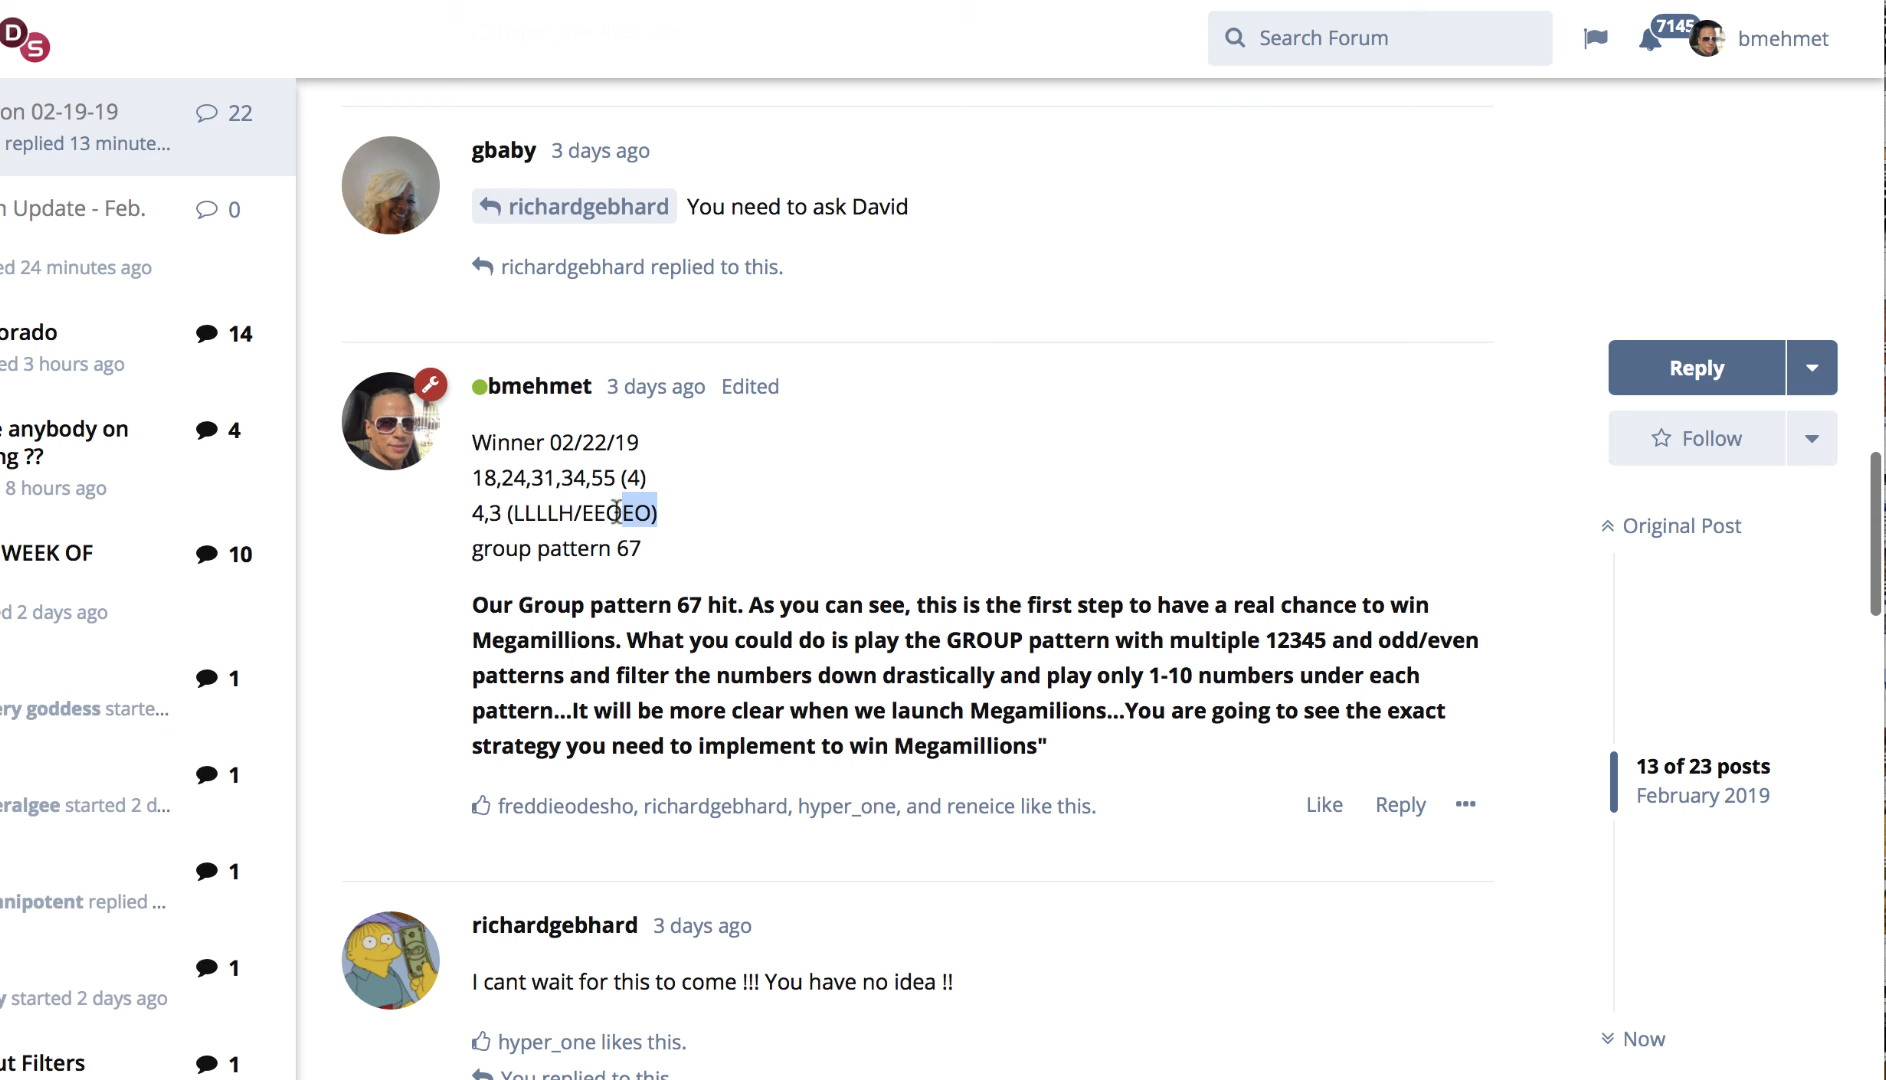 D
S
Search Forum
7145
bmehmet
on 02-19-19
22
replied 13 minute...
n Update - Feb.
0
ed 24 minutes ago
orado
14
ed 3 hours ago
e anybody on
4
ng ??
8 hours ago
WEEK OF
10
ed 2 days ago
1
ery goddess starte...
1
eralgee started 2 d...
1
nnipotent replied ...
1
y started 2 days ago
ut Filters
1
gbaby 3 days ago
richardgebhard You need to ask David
richardgebhard replied to this.
bmehmet 3 days ago Edited
Winner 02/22/19
18,24,31,34,55 (4)
4,3 (LLLLH/EEOEO)
group pattern 67
Our Group pattern 67 hit. As you can see, this is the first step to have a real chance to win
Megamillions. What you could do is play the GROUP pattern with multiple 12345 and odd/even
patterns and filter the numbers down drastically and play only 1-10 numbers under each
pattern...It will be more clear when we launch Megamilions...You are going to see the exact
strategy you need to implement to win Megamillions"
freddieodesho, richardgebhard, hyper_one, and reneice like this.
Like Reply
richardgebhard 3 days ago
I cant wait for this to come !!! You have no idea !!
hyper_one likes this.
You replied to this.
Reply
Follow
Original Post
13 of 23 posts
February 2019
Now